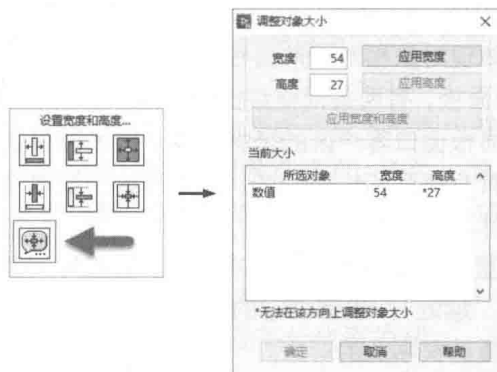 设置宽度和高度...
调整对象大小
宽度 54 应用宽度
高度 27 应用高度
应用宽度和高度
当前大小
所选对象 宽度 高度
数值 54 *27
*无法在该方向上调整对象大小
确定 取消 帮助